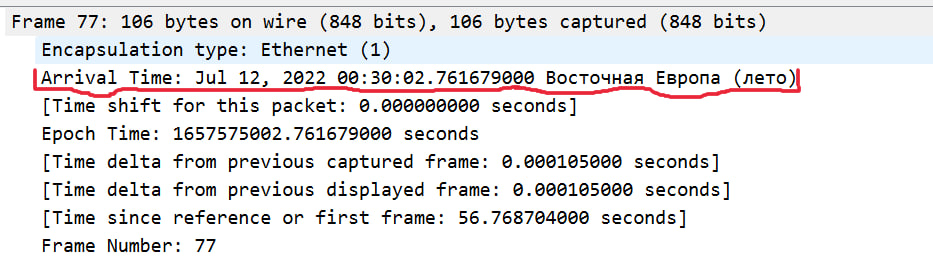 Frame 77: 106 bytes on wire (848 bits), 106 bytes captured (848 bits)
Encapsulation type: Ethernet (1)
Arrival Time: Jul 12, 2022 00:30:02.761679000 Восточная Европа (лето)
[Time shift for this packet: 0.000000000 seconds]
Epoch Time: 1657575002.761679000 seconds
[Time delta from previous captured frame: 0.000105000 seconds]
[Time delta from previous displayed frame: 0.000105000 seconds]
[Time since reference or first frame: 56.768704000 seconds]
Frame Number: 77